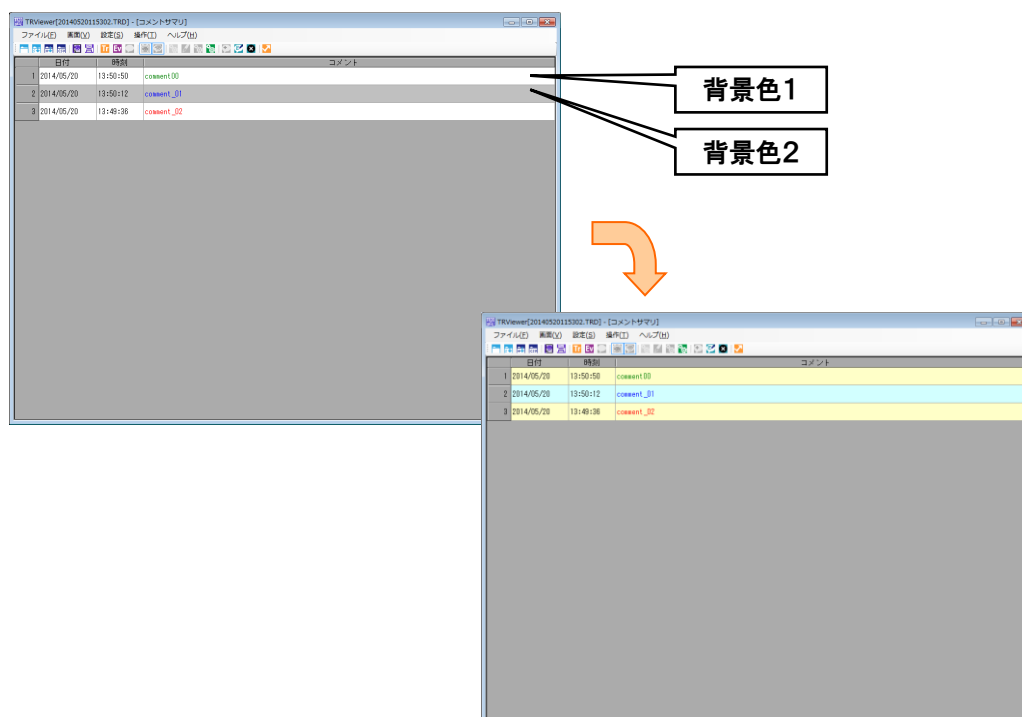 TRViewer[20140520115302.TRD] - [コメントサマリ]
ファイル(F) 画面(V) 設定(S) 操作(T) ヘルプ(H)
日付 時刻 コメント
1 2014/05/20 13:50:50 comment00
2 2014/05/20 13:50:12 comment_01
3 2014/05/20 13:49:36 comment_02
背景色1
背景色2
TRViewer[20140520115302.TRD] - [コメントサマリ]
ファイル(F) 画面(V) 設定(S) 操作(T) ヘルプ(H)
日付 時刻 コメント
1 2014/05/20 13:50:50 comment00
2 2014/05/20 13:50:12 comment_01
3 2014/05/20 13:49:36 comment_02